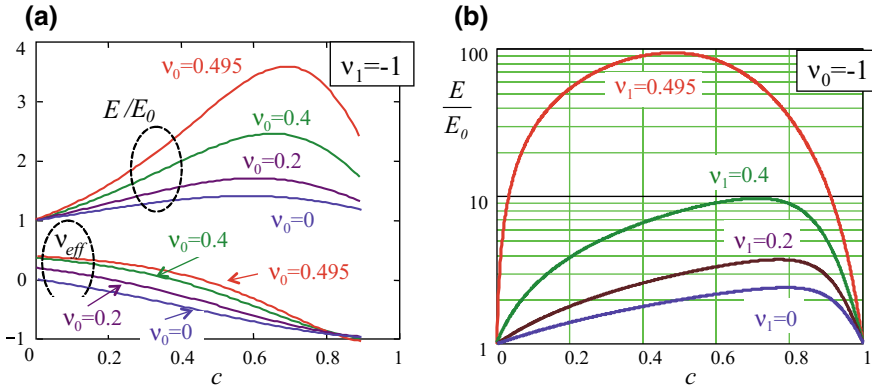 (a)
4
3
2
1
0
−1
ν₁=-1
ν₀=0.495
E/E₀
ν₀=0.4
ν₀=0.2
ν₀=0
ν_eff
ν₀=0.4
ν₀=0.495
ν₀=0.2
ν₀=0
0 0.2 0.4 0.6 0.8 1
c
(b)
100
10
1
E
E₀
ν₀=-1
ν₁=0.495
ν₁=0.4
ν₁=0.2
ν₁=0
0 0.2 0.4 0.6 0.8 1
c